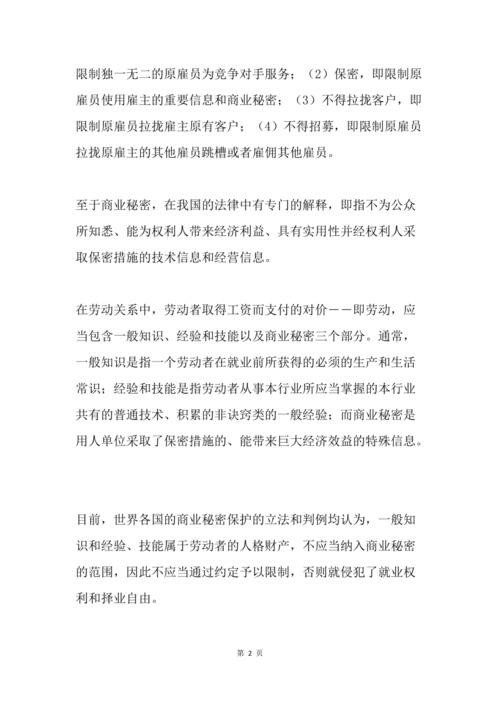 限制独一无二的原雇员为竞争对手服务；（2）保密，即限制原
雇员使用雇主的重要信息和商业秘密；（3）不得拉拢客户，即
限制原雇员拉拢雇主原有客户；（4）不得招募，即限制原雇员
拉拢原雇主的其他雇员跳槽或者雇佣其他雇员。
至于商业秘密，在我国的法律中有专门的解释，即指不为公众
所知悉、能为权利人带来经济利益、具有实用性并经权利人采
取保密措施的技术信息和经营信息。
在劳动关系中，劳动者取得工资而支付的对价－－即劳动，应
当包含一般知识、经验和技能以及商业秘密三个部分。通常，
一般知识是指一个劳动者在就业前所获得的必须的生产和生活
常识；经验和技能是指劳动者从事本行业所应当掌握的本行业
共有的普通技术、积累的非诀窍类的一般经验；而商业秘密是
用人单位采取了保密措施的、能带来巨大经济效益的特殊信息。
目前，世界各国的商业秘密保护的立法和判例均认为，一般知
识和经验、技能属于劳动者的人格财产，不应当纳入商业秘密
的范围，因此不应当通过约定予以限制，否则就侵犯了就业权
利和择业自由。
第 2 页